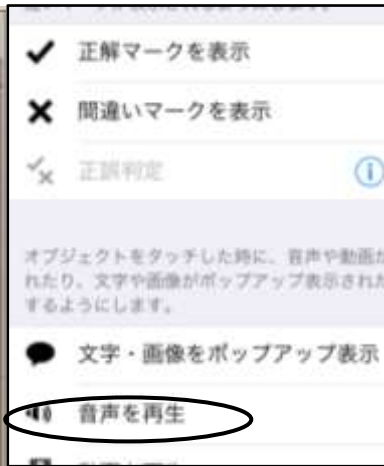 正解マークを表示
間違いマークを表示
正誤判定
オブジェクトをタッチした時に、音声や動画が
れたり、文字や画像がポップアップ表示された
するようにします。
文字・画像をポップアップ表示
音声を再生